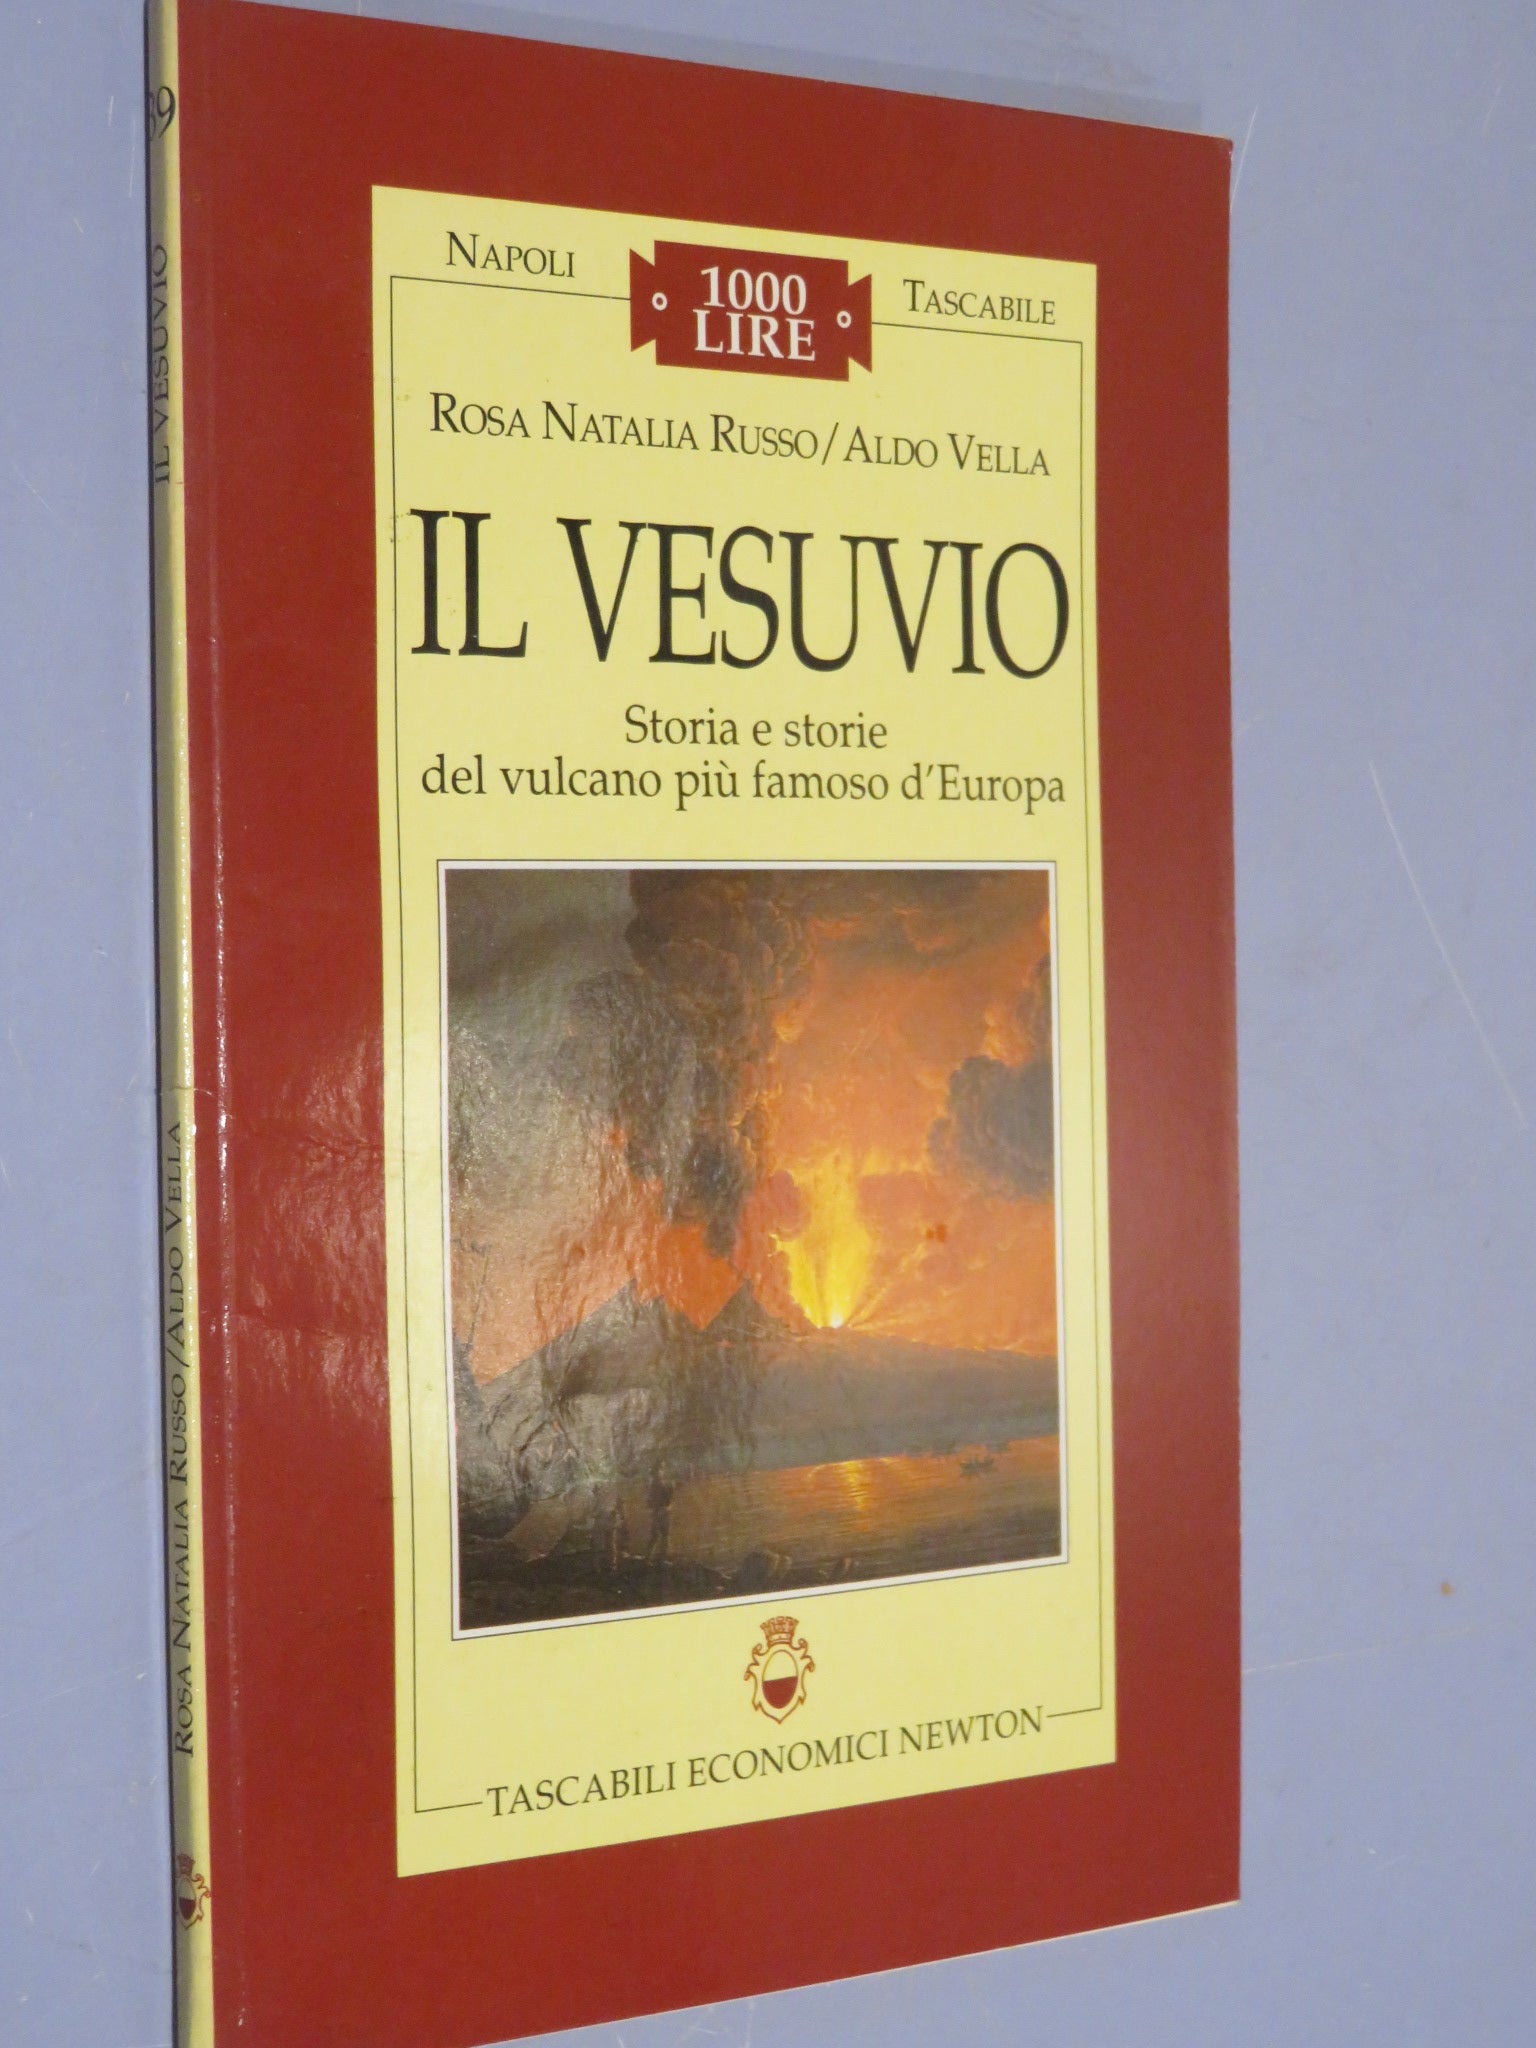 NAPOLI
1000
LIRE
TASCABILE
ROSA NATALIA RUSSO/ALDO VELLA
IL VESUVIO
Storia e storie
del vulcano più famoso d'Europa
TASCABILI ECONOMICI NEWTON
IL VESUVIO
ROSA NATALIA RUSSO/ALDO VELLA